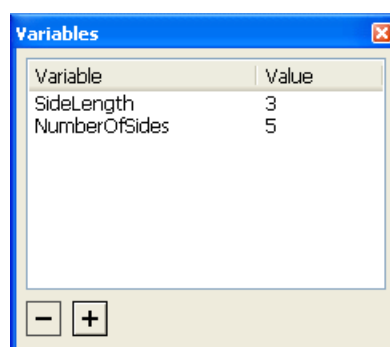 Variables
Variable Value
SideLength 3
NumberOfSides 5
− +